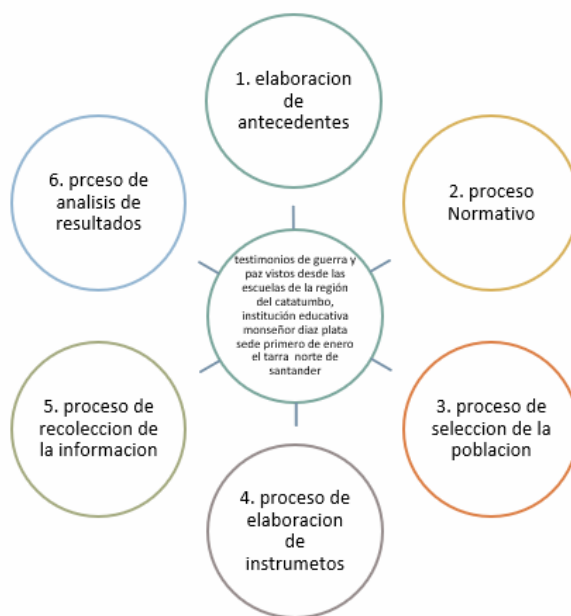 1. elaboracion
de
antecedentes
2. proceso
Normativo
3. proceso de
seleccion de la
poblacion
4. proceso de
elaboracion
de
instrumetos
5. proceso de
recoleccion de
la informacion
6. prceso de
analisis de
resultados
testimonios de guerra y
paz vistos desde las
escuelas de la región
del catatumbo,
institución educativa
monseñor diaz plata
sede primero de enero
el tarra norte de
santander